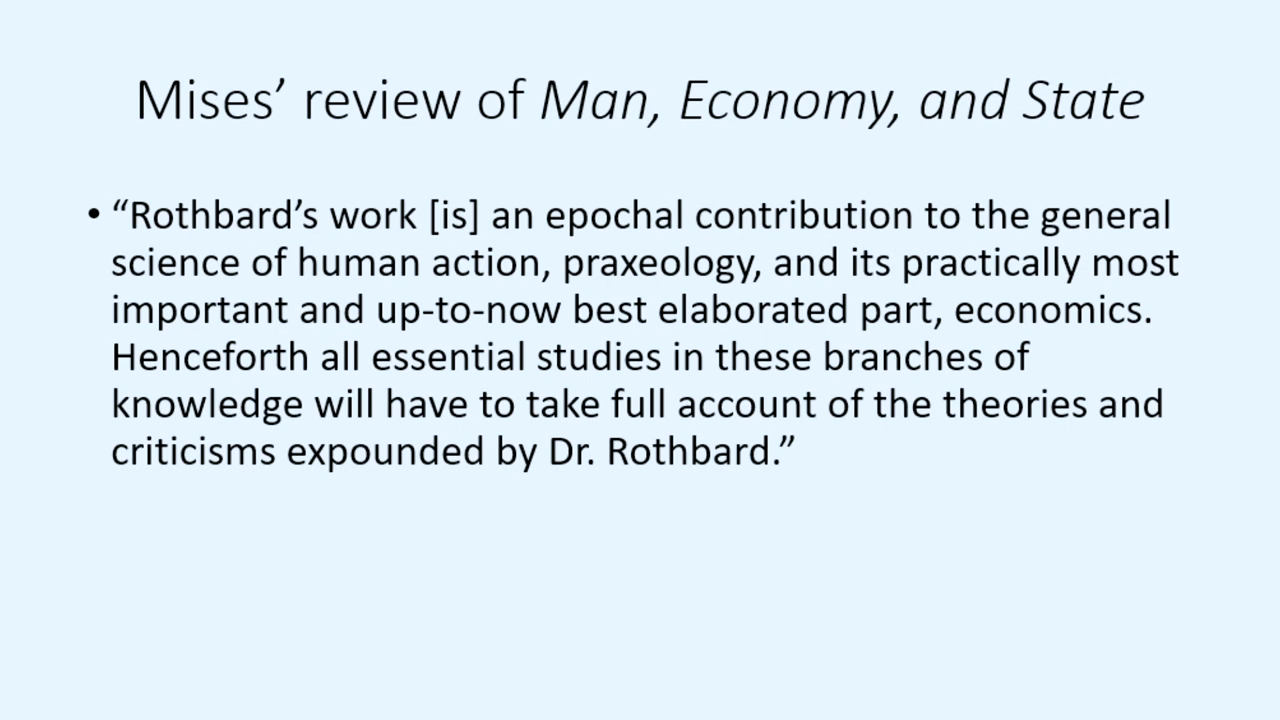 Mises’ review of Man, Economy, and State
• “Rothbard’s work [is] an epochal contribution to the general
science of human action, praxeology, and its practically most
important and up-to-now best elaborated part, economics.
Henceforth all essential studies in these branches of
knowledge will have to take full account of the theories and
criticisms expounded by Dr. Rothbard.”